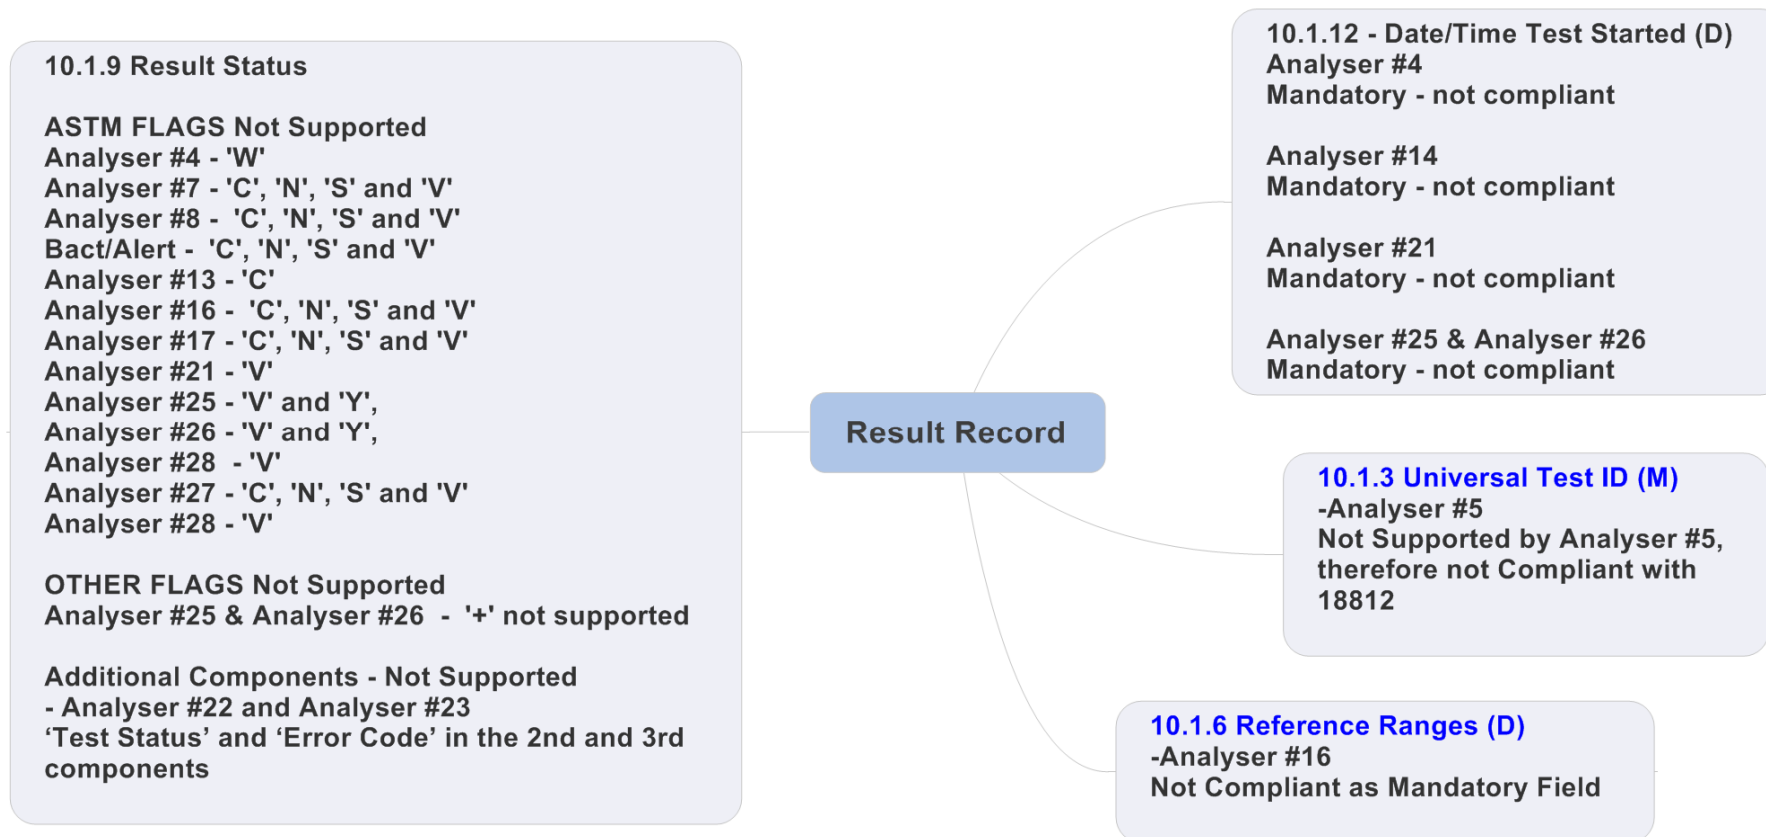 10.1.9 Result Status
ASTM FLAGS Not Supported
Analyser #4 - 'W'
Analyser #7 - 'C', 'N', 'S' and 'V'
Analyser #8 -  'C', 'N', 'S' and 'V'
Bact/Alert -  'C', 'N', 'S' and 'V'
Analyser #13 - 'C'
Analyser #16 -  'C', 'N', 'S' and 'V'
Analyser #17 - 'C', 'N', 'S' and 'V'
Analyser #21 - 'V'
Analyser #25 - 'V' and 'Y',
Analyser #26 - 'V' and 'Y',
Analyser #28  - 'V'
Analyser #27 - 'C', 'N', 'S' and 'V'
Analyser #28 - 'V'
OTHER FLAGS Not Supported
Analyser #25 & Analyser #26  -  '+' not supported
Additional Components - Not Supported
- Analyser #22 and Analyser #23
‘Test Status’ and ‘Error Code’ in the 2nd and 3rd
components
Result Record
10.1.12 - Date/Time Test Started (D)
Analyser #4
Mandatory - not compliant
Analyser #14
Mandatory - not compliant
Analyser #21
Mandatory - not compliant
Analyser #25 & Analyser #26
Mandatory - not compliant
10.1.3 Universal Test ID (M)
-Analyser #5
Not Supported by Analyser #5,
therefore not Compliant with
18812
10.1.6 Reference Ranges (D)
-Analyser #16
Not Compliant as Mandatory Field